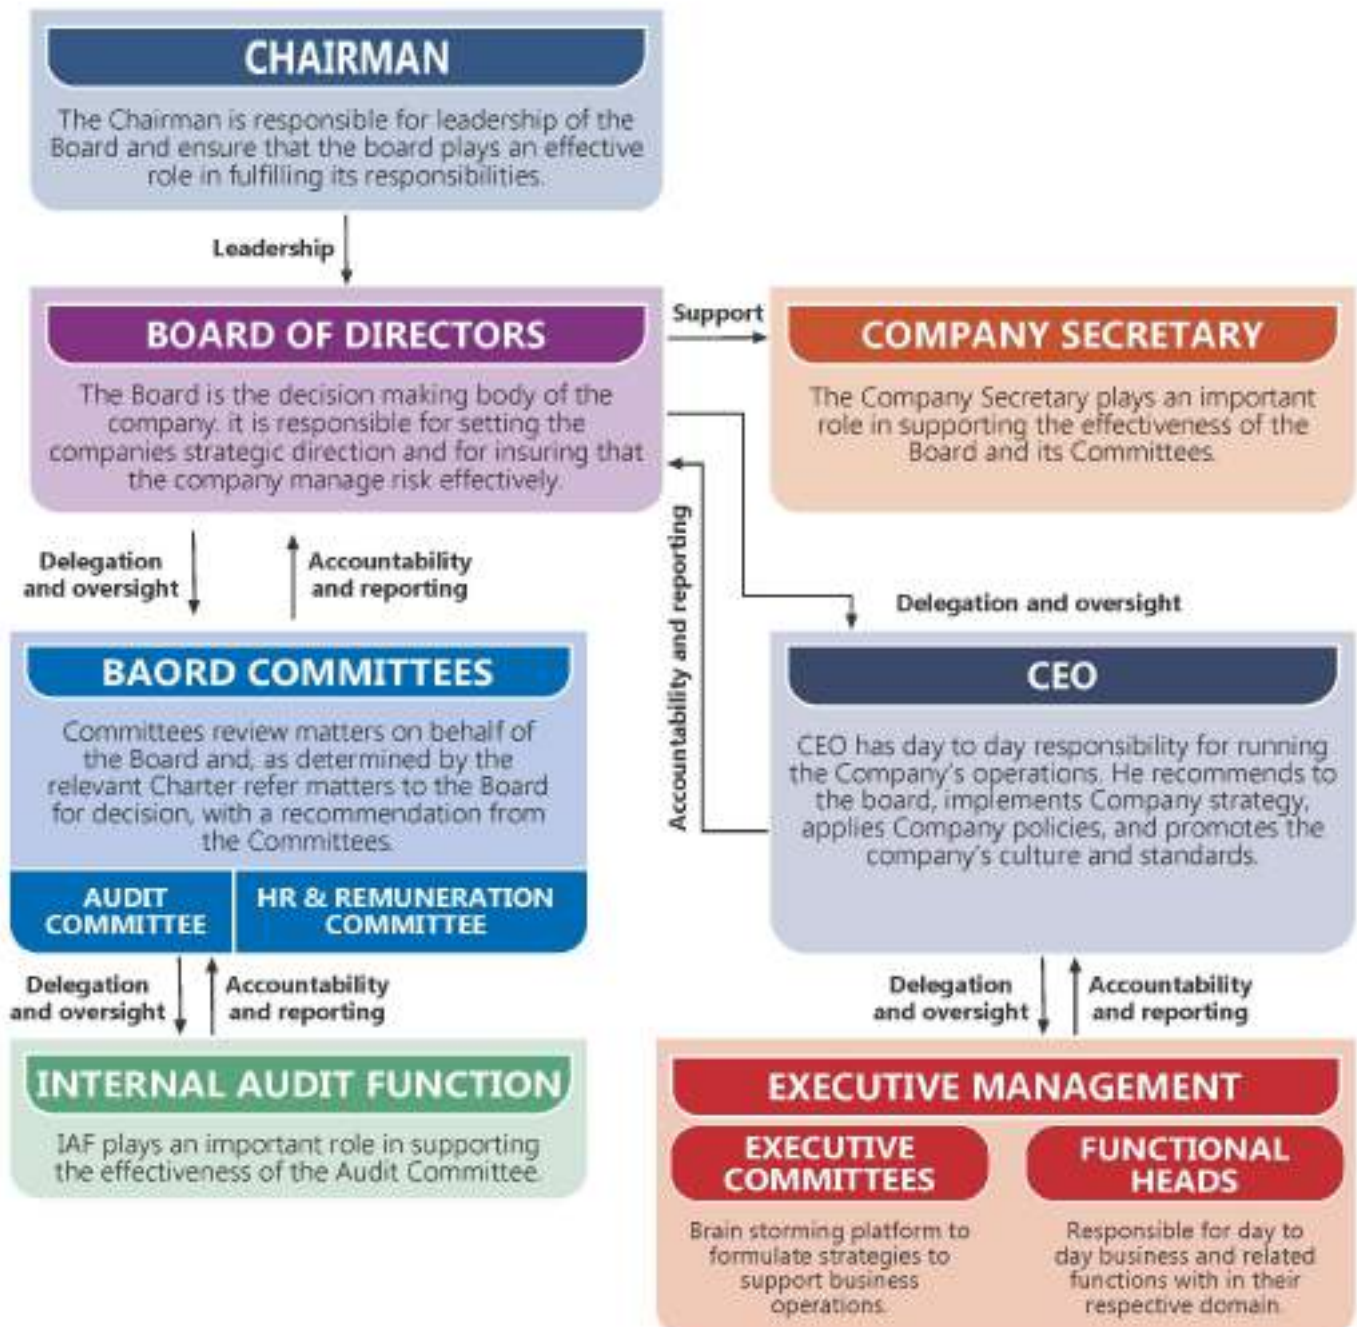 CHAIRMAN
The Chairman is responsible for leadership of the
Board and ensure that the board plays an effective
role in fulfilling its responsibilities.
Leadership
BOARD OF DIRECTORS
The Board is the decision making body of the
company. it is responsible for setting the
companies strategic direction and for insuring that
the company manage risk effectively.
Support
COMPANY SECRETARY
The Company Secretary plays an important
role in supporting the effectiveness of the
Board and its Committees.
Delegation
and oversight
Accountability
and reporting
Accountability and reporting
Delegation and oversight
BAORD COMMITTEES
Committees review matters on behalf of
the Board and, as determined by the
relevant Charter refer matters to the Board
for decision, with a recommendation from
the Committees.
AUDIT
COMMITTEE
HR & REMUNERATION
COMMITTEE
CEO
CEO has day to day responsibility for running
the Company's operations. He recommends to
the board, implements Company strategy,
applies Company policies, and promotes the
company's culture and standards.
Delegation
and oversight
Accountability
and reporting
Delegation
and oversight
Accountability
and reporting
INTERNAL AUDIT FUNCTION
IAF plays an important role in supporting
the effectiveness of the Audit Committee.
EXECUTIVE MANAGEMENT
EXECUTIVE
COMMITTEES
Brain storming platform to
formulate strategies to
support business
operations.
FUNCTIONAL
HEADS
Responsible for day to
day business and related
functions with in their
respective domain.